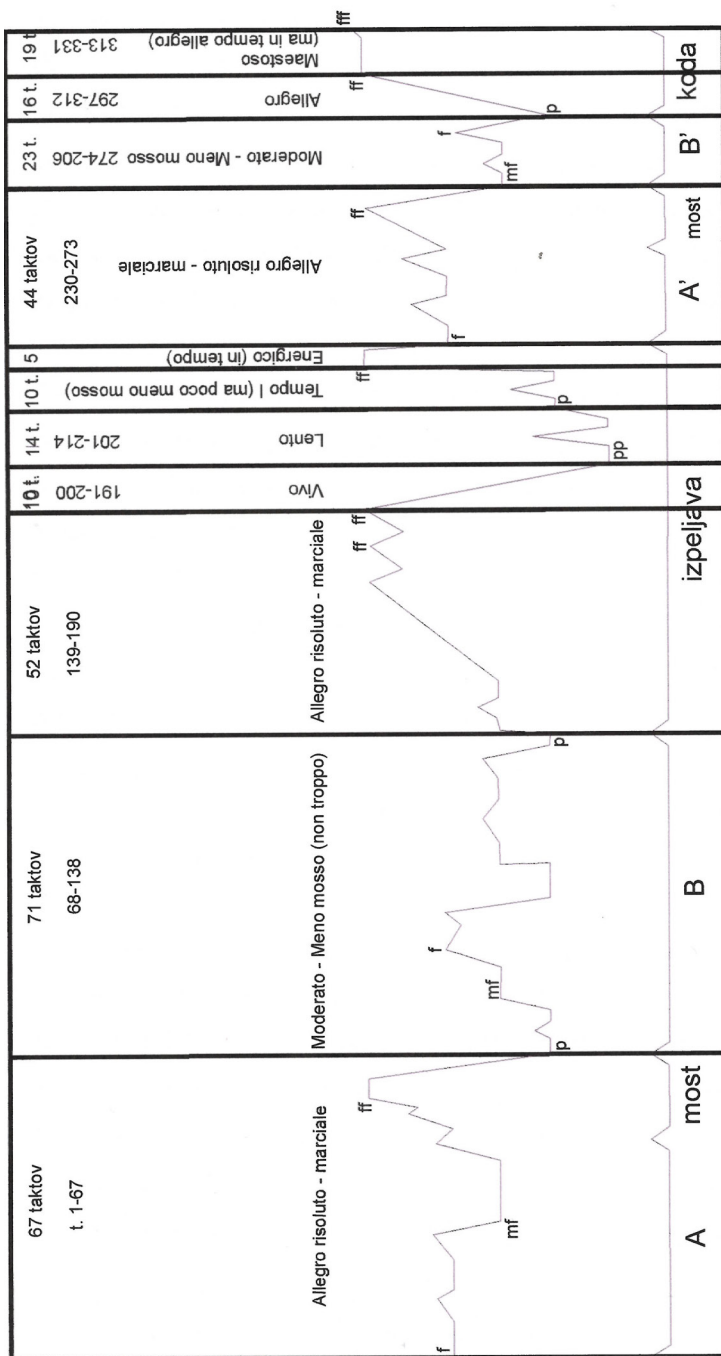 67 taktov
t. 1-67
Allegro risoluto - marciale
f
mf
ff
A
most
71 taktov
68-138
Moderato - Meno mosso (non troppo)
p
mf
f
p
B
52 taktov
139-190
Allegro risoluto - marciale
ff
ff
izpeljava
10 t.
191-200
Vivo
14 t.
201-214
Lento
pp
10 t.
Tempo I (ma poco meno mosso)
p
5
Energico (in tempo)
ff
44 taktov
230-273
Allegro risoluto - marciale
f
ff
A'
most
23 t.
274-206
Moderato - Meno mosso
mf
f
B'
16 t.
297-312
Allegro
p
ff
19 t.
313-331
Maestoso
(ma in tempo allegro)
fff
koda